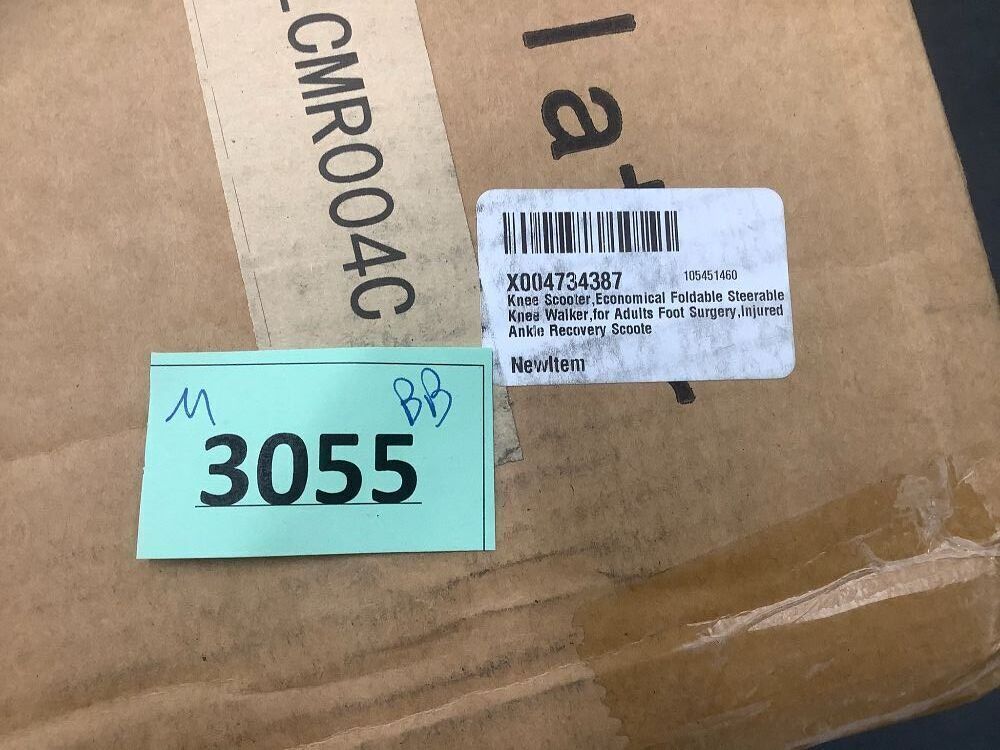 -CMR004C
lat
X004734387 105451460
Knee Scooter,Economical Foldable Steerable
Knee Walker,for Adults Foot Surgery,Injured
Ankle Recovery Scoote
NewItem
M BB
3055